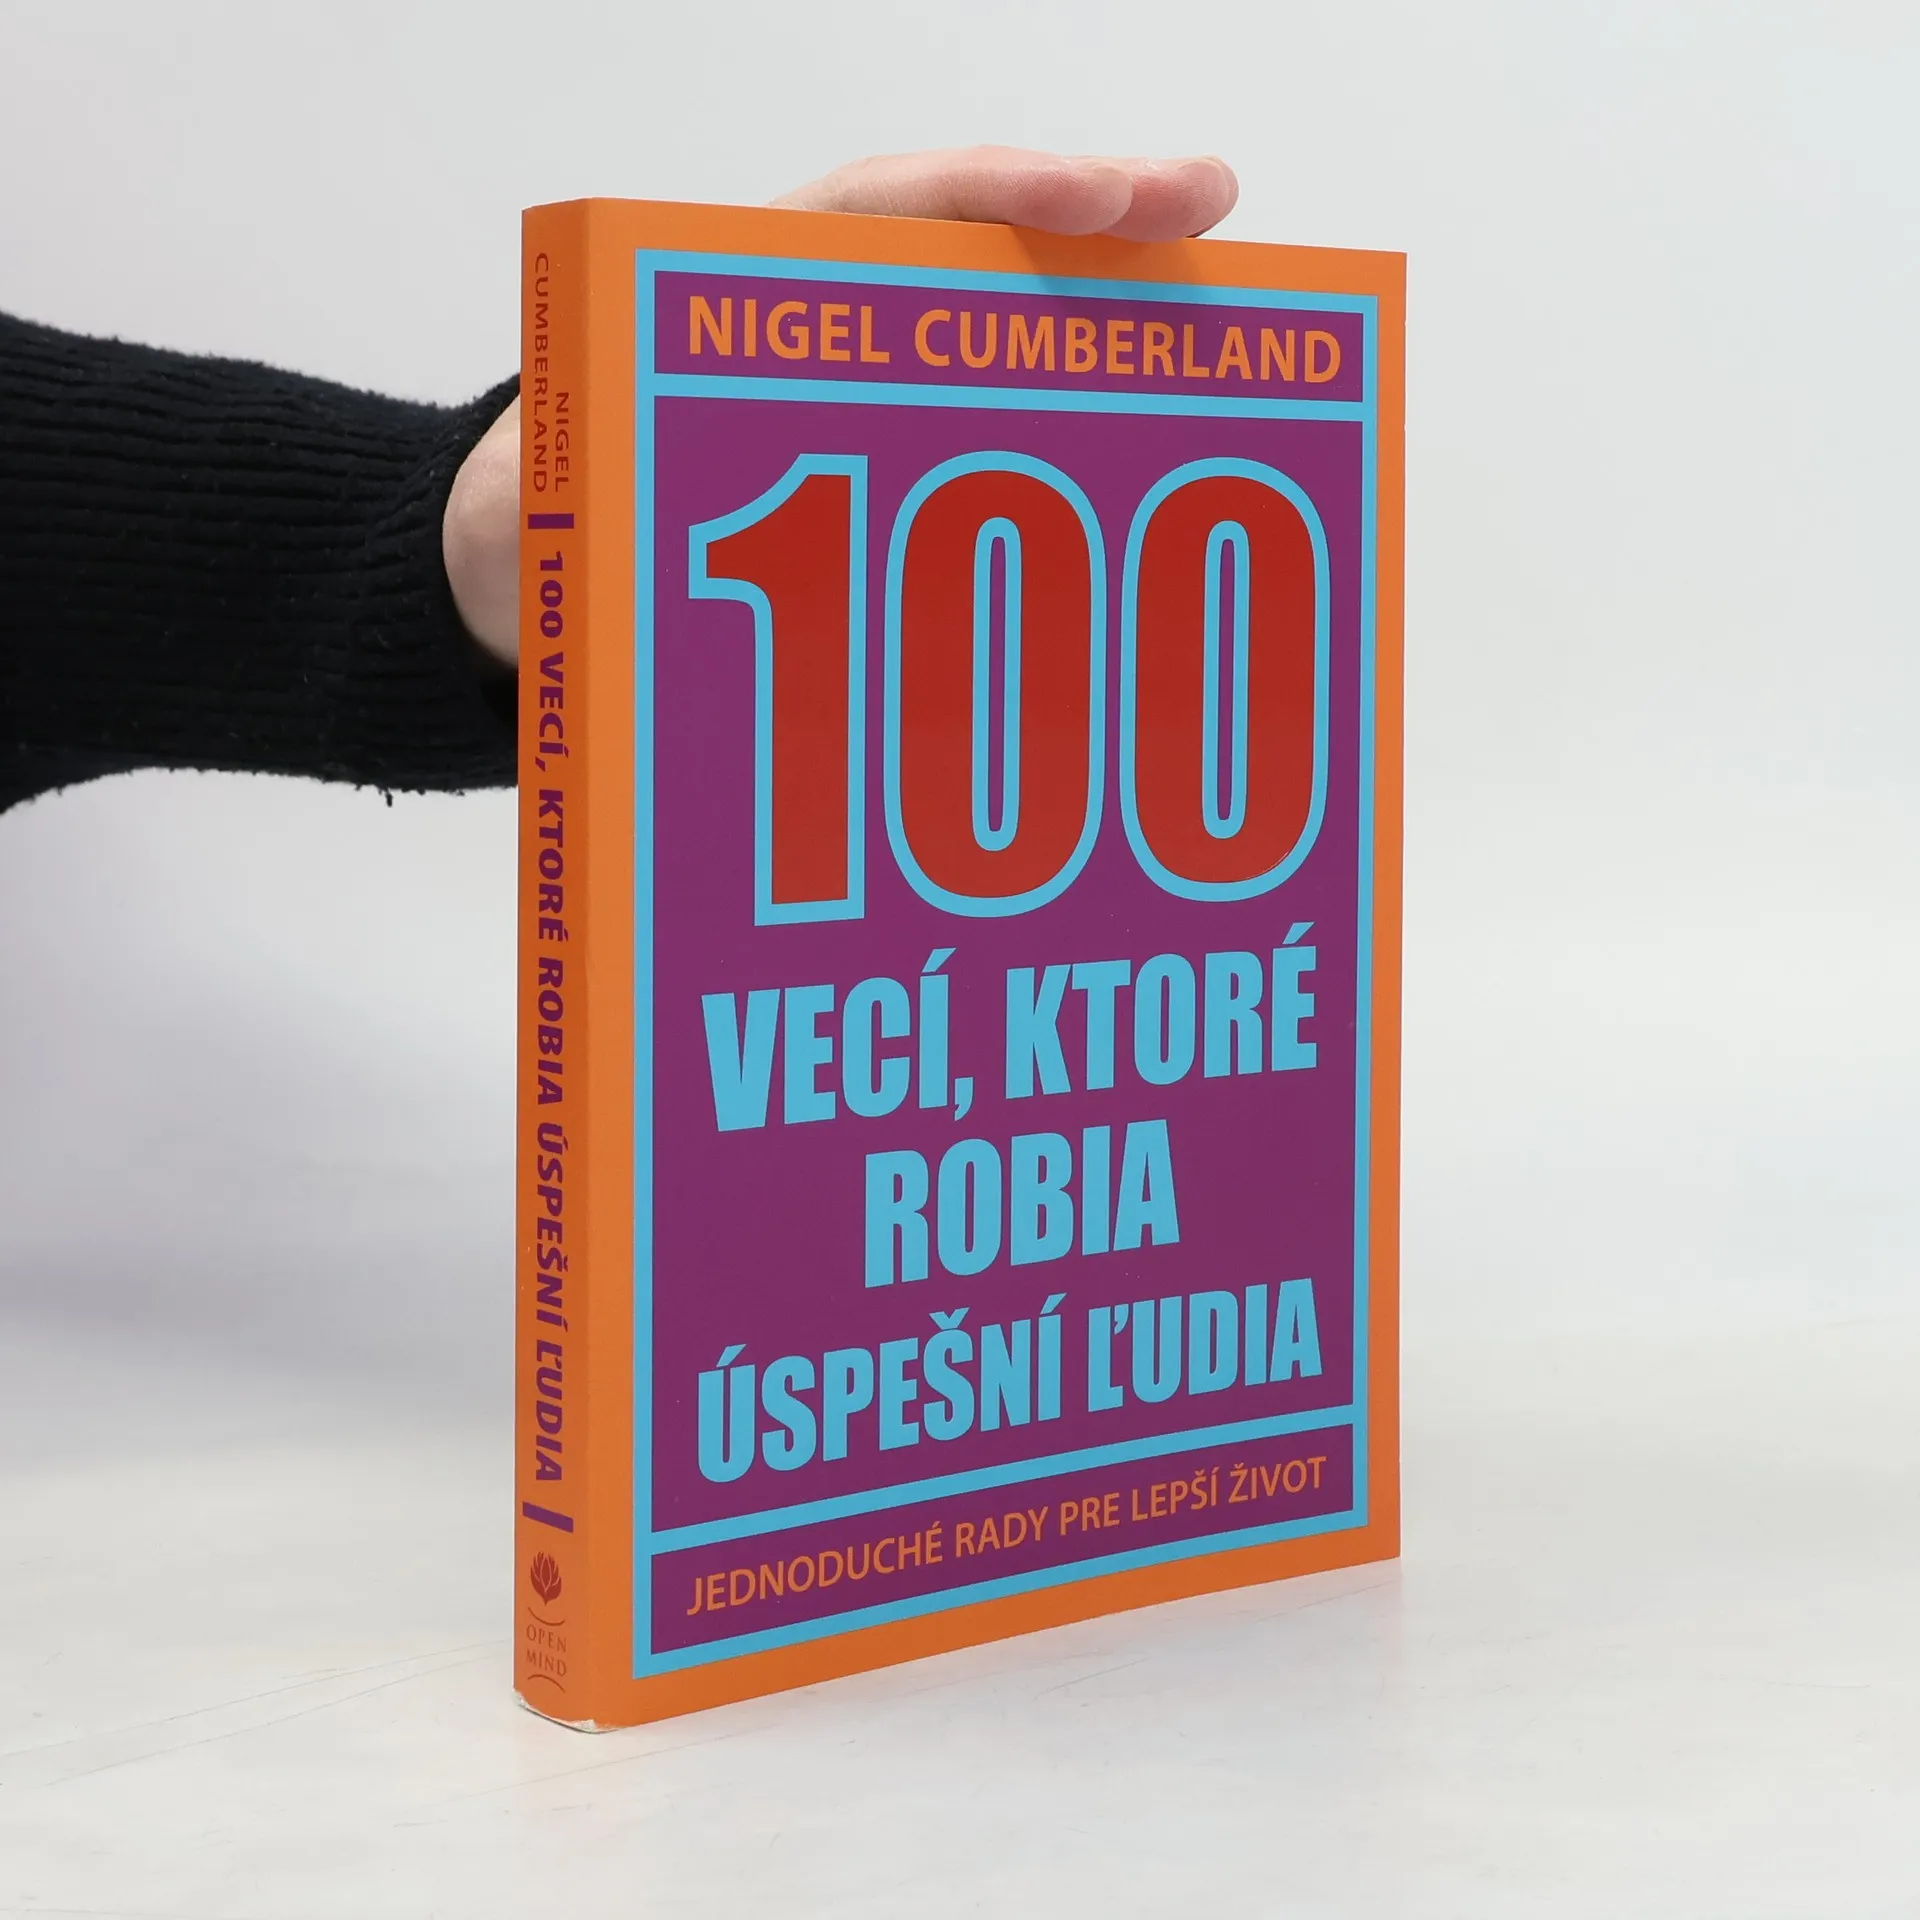 NIGEL CUMBERLAND
100
VECÍ, KTORÉ
ROBIA
ÚSPEŠNÍ ĽUDIA
JEDNODUCHÉ RADY PRE LEPŠÍ ŽIVOT
NIGEL
CUMBERLAND
100 VECÍ, KTORÉ ROBIA ÚSPEŠNÍ ĽUDIA
OPEN
MIND